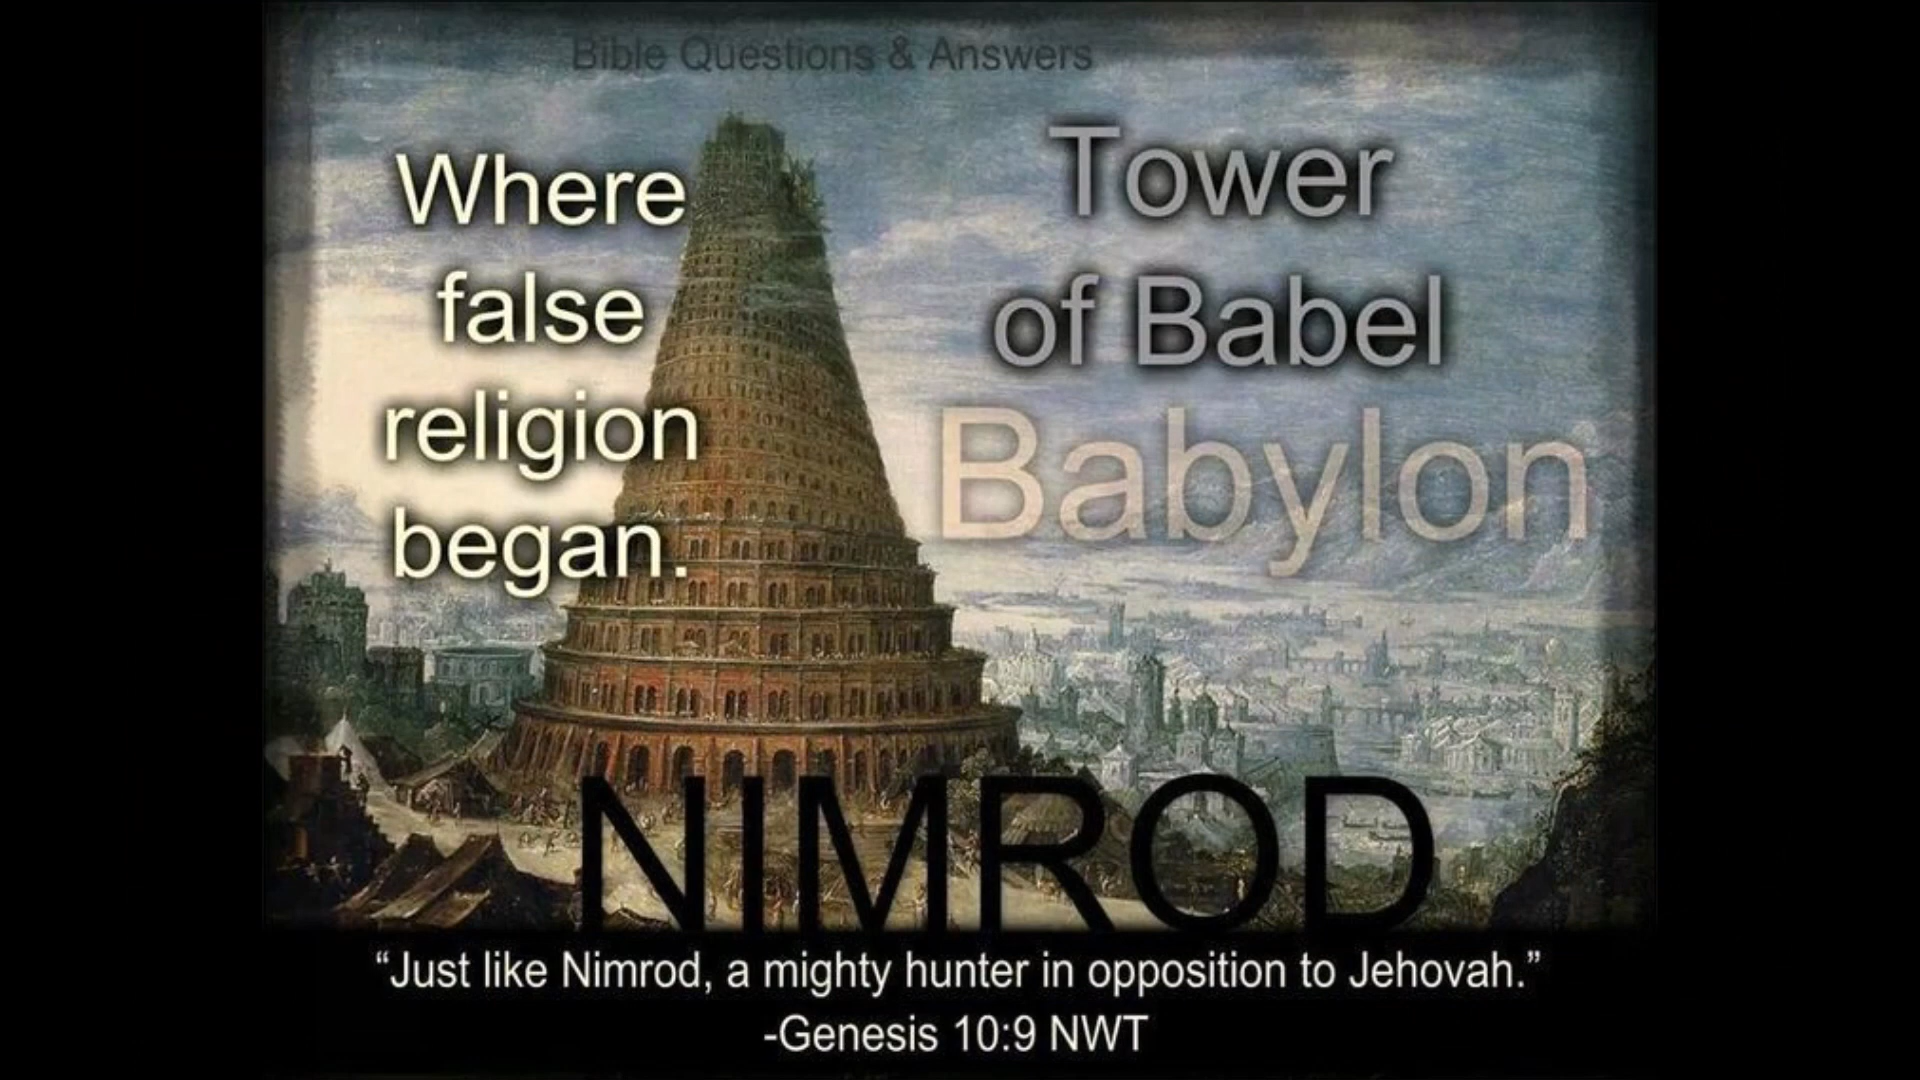 Bible Questions & Answers
Where
false
religion
began.
Tower
of Babel
Babylon
NIMROD
“Just like Nimrod, a mighty hunter in opposition to Jehovah.”
-Genesis 10:9 NWT